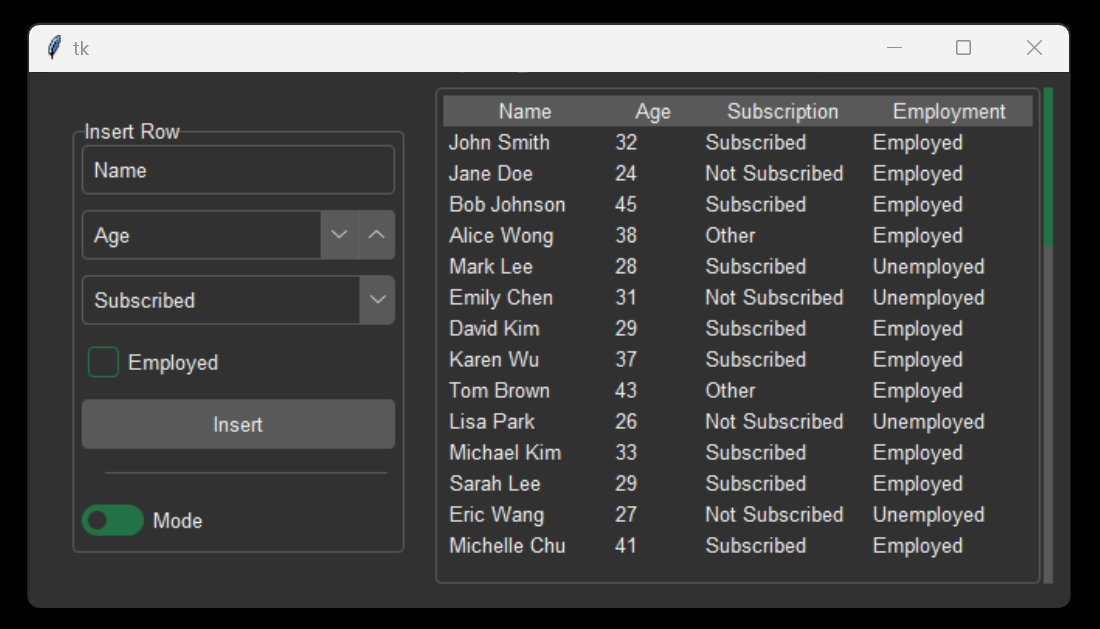 tk
Insert Row
Name
Age
Subscribed
Employed
Insert
Mode
Name Age Subscription Employment
John Smith 32 Subscribed Employed
Jane Doe 24 Not Subscribed Employed
Bob Johnson 45 Subscribed Employed
Alice Wong 38 Other Employed
Mark Lee 28 Subscribed Unemployed
Emily Chen 31 Not Subscribed Unemployed
David Kim 29 Subscribed Employed
Karen Wu 37 Subscribed Employed
Tom Brown 43 Other Employed
Lisa Park 26 Not Subscribed Unemployed
Michael Kim 33 Subscribed Employed
Sarah Lee 29 Subscribed Employed
Eric Wang 27 Not Subscribed Unemployed
Michelle Chu 41 Subscribed Employed